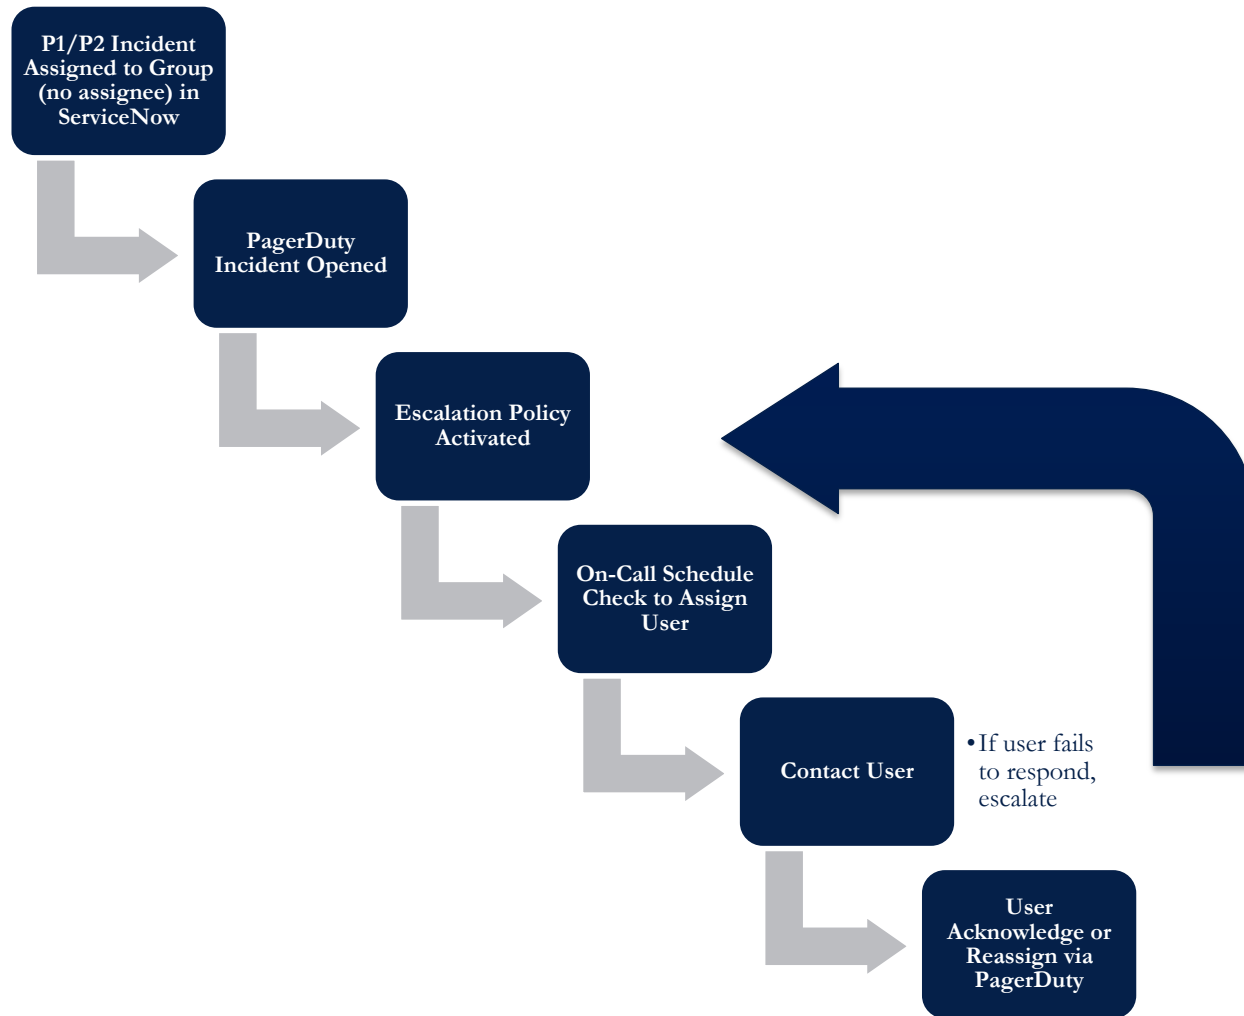 P1/P2 Incident
Assigned to Group
(no assignee) in
ServiceNow
PagerDuty
Incident Opened
Escalation Policy
Activated
On-Call Schedule
Check to Assign
User
Contact User
•If user fails
to respond,
escalate
User
Acknowledge or
Reassign via
PagerDuty